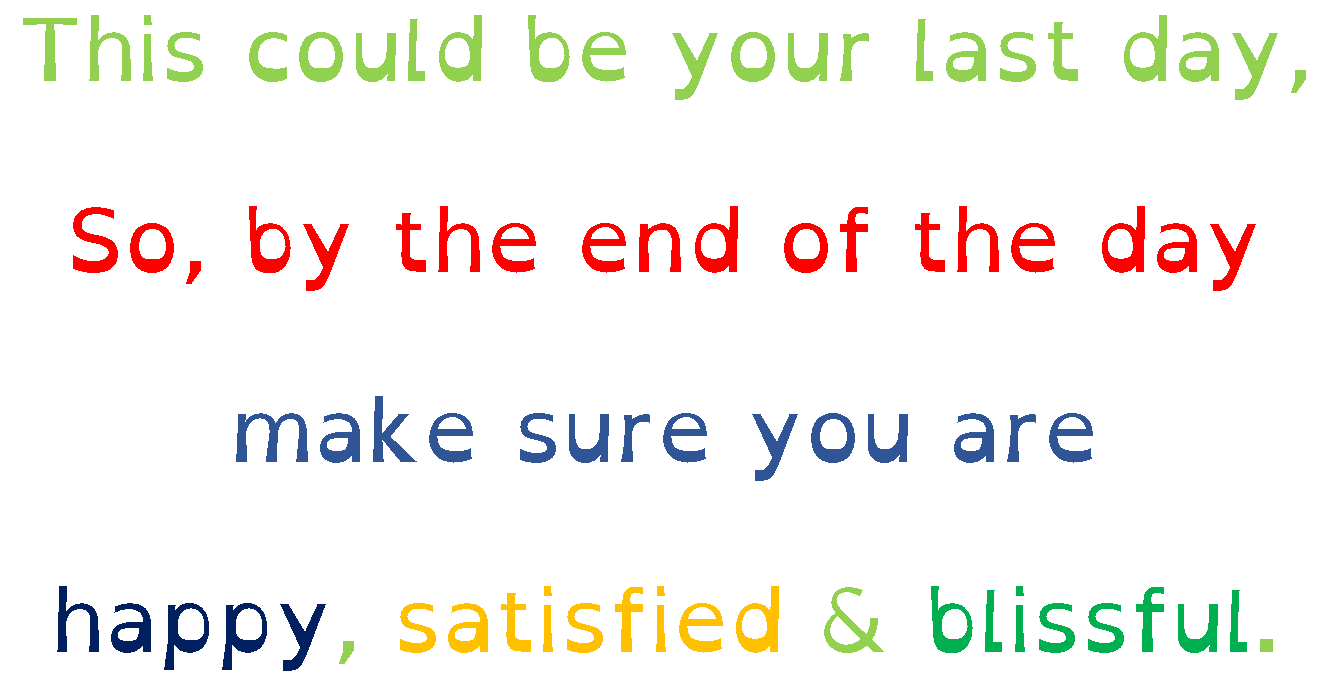 This could be your last day,
So, by the end of the day
make sure you are
happy, satisfied & blissful.